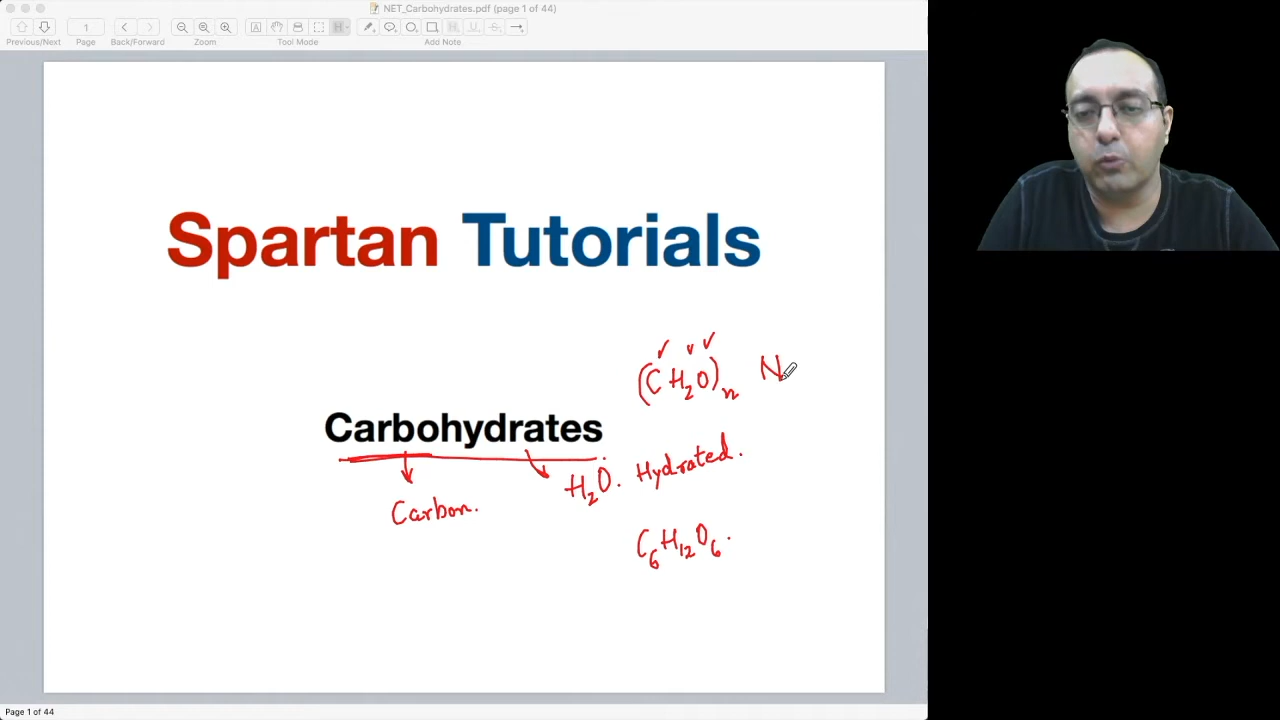 NET_Carbohydrates.pdf (page 1 of 44)
1
Previous/Next Page Back/Forward Zoom Tool Mode Add Note
Spartan Tutorials
(CH₂O)n N
Carbohydrates
H₂O. Hydrated.
Carbon.
C₆H₁₂O₆.
Page 1 of 44